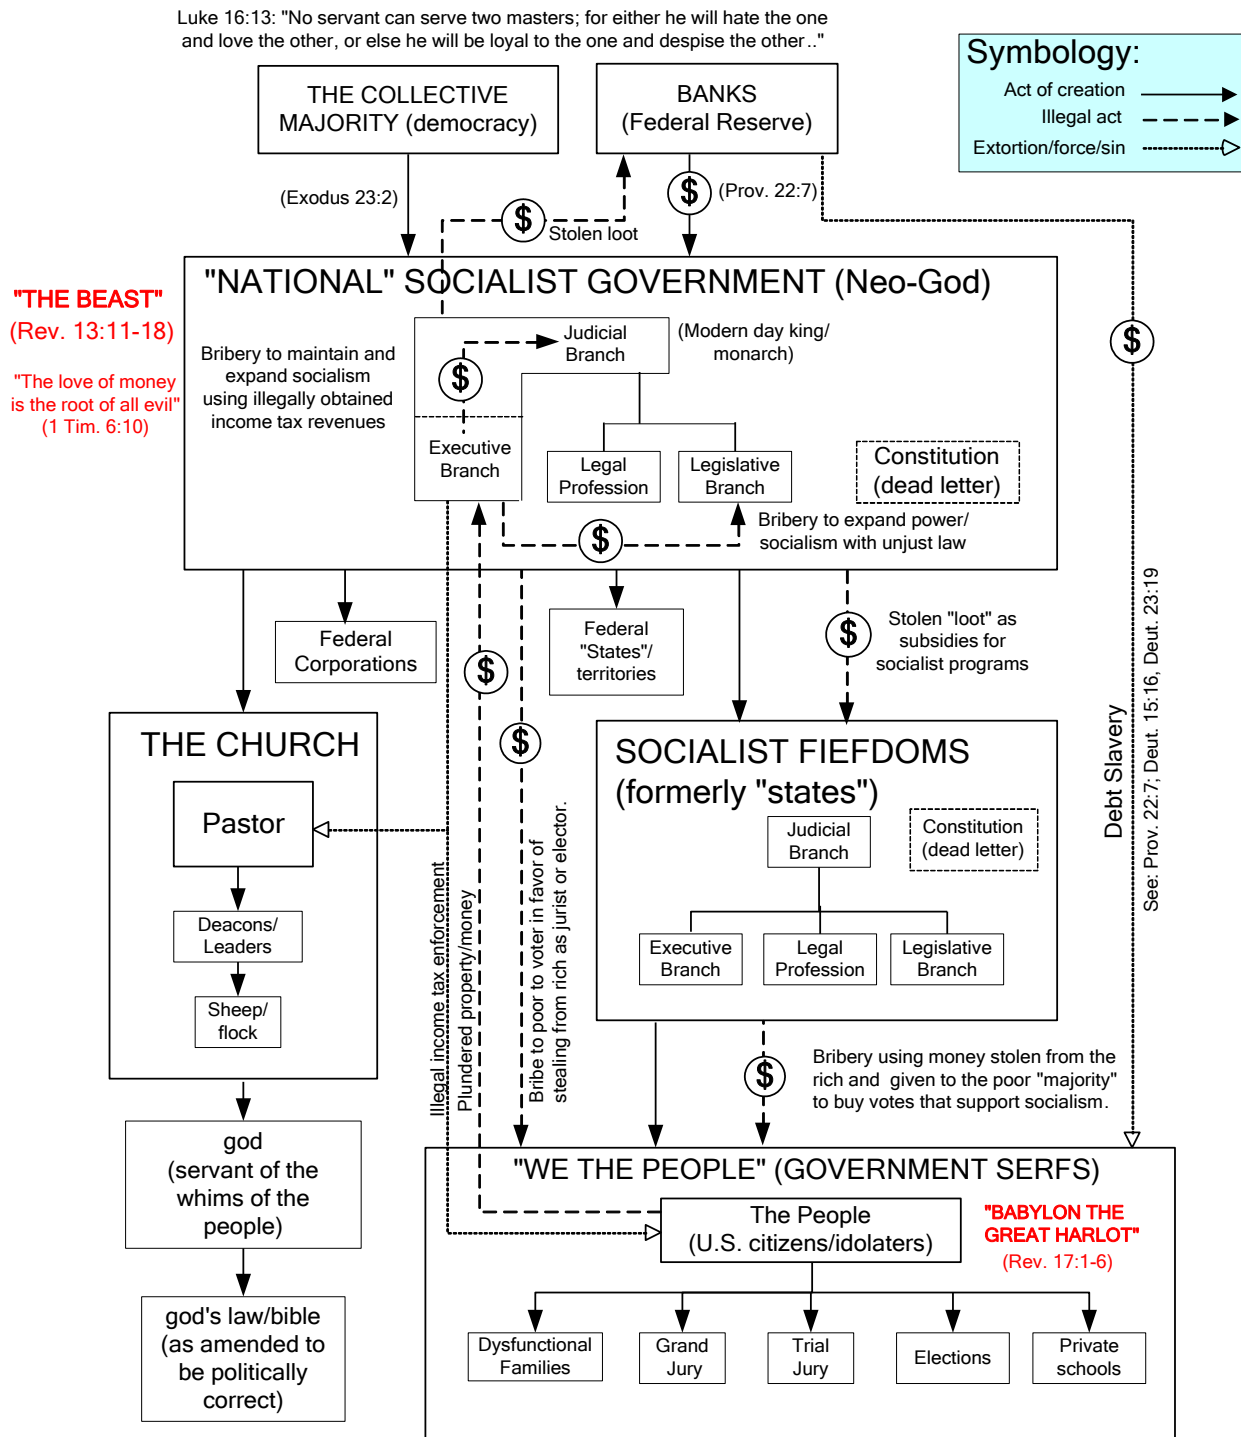 Luke 16:13: "No servant can serve two masters; for either he will hate the one
and love the other, or else he will be loyal to the one and despise the other.."
Symbology:
Act of creation
Illegal act
Extortion/force/sin
THE COLLECTIVE
MAJORITY (democracy)
BANKS
(Federal Reserve)
(Exodus 23:2)
$
(Prov. 22:7)
$
Stolen loot
"THE BEAST"
(Rev. 13:11-18)
"The love of money
is the root of all evil"
(1 Tim. 6:10)
"NATIONAL" SOCIALIST GOVERNMENT (Neo-God)
Bribery to maintain and
expand socialism
using illegally obtained
income tax revenues
Judicial
Branch
(Modern day king/
monarch)
$
$
Executive
Branch
Legal
Profession
Legislative
Branch
Constitution
(dead letter)
$
Bribery to expand power/
socialism with unjust law
Federal
Corporations
Federal
"States"/
territories
$
Stolen "loot" as
subsidies for
socialist programs
$
$
Debt Slavery
See: Prov. 22:7; Deut. 15:16, Deut. 23:19
THE CHURCH
Pastor
Deacons/
Leaders
Sheep/
flock
SOCIALIST FIEFDOMS
(formerly "states")
Judicial
Branch
Constitution
(dead letter)
Executive
Branch
Legal
Profession
Legislative
Branch
Illegal income tax enforcement
Plundered property/money
Bribe to poor to voter in favor of
stealing from rich as jurist or elector.
$
Bribery using money stolen from the
rich and given to the poor "majority"
to buy votes that support socialism.
god
(servant of the
whims of the
people)
god's law/bible
(as amended to
be politically
correct)
"WE THE PEOPLE" (GOVERNMENT SERFS)
The People
(U.S. citizens/idolaters)
"BABYLON THE
GREAT HARLOT"
(Rev. 17:1-6)
Dysfunctional
Families
Grand
Jury
Trial
Jury
Elections
Private
schools